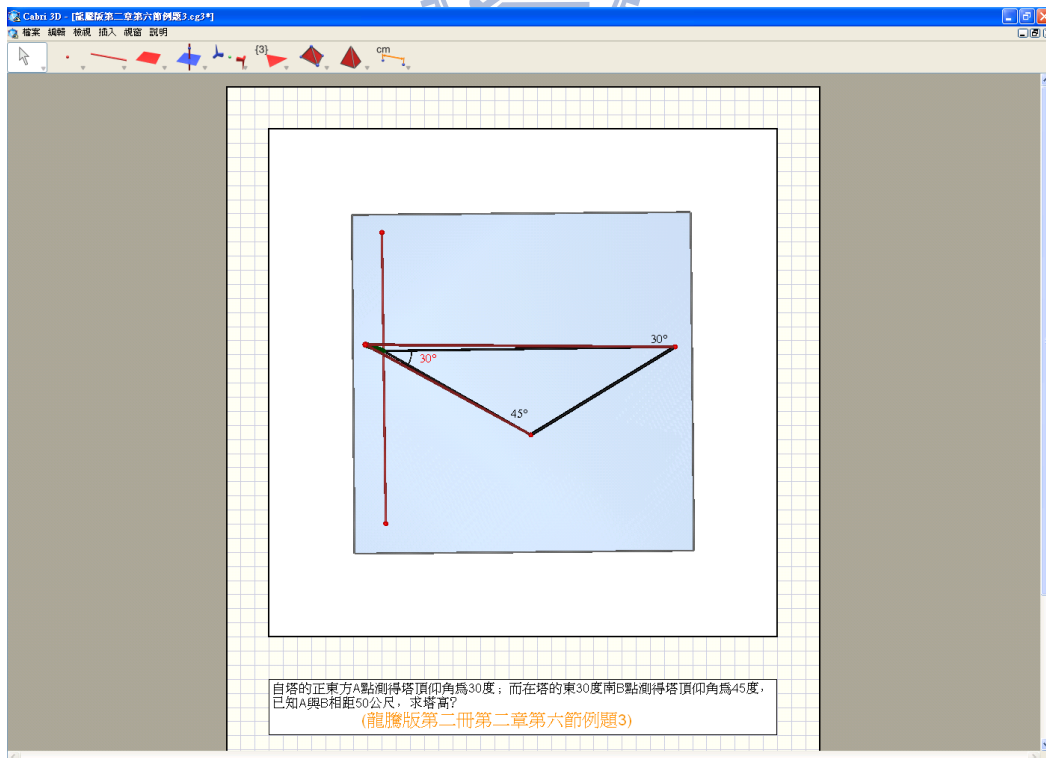 Cabri 3D - [龍騰版第二章第六節例題3.cg3*]
檔案 編輯 檢視 插入 視窗 說明
{3}
cm
30°
30°
45°
自塔的正東方A點測得塔頂仰角為30度；而在塔的東30度南B點測得塔頂仰角為45度，
已知A與B相距50公尺，求塔高?
(龍騰版第二冊第二章第六節例題3)